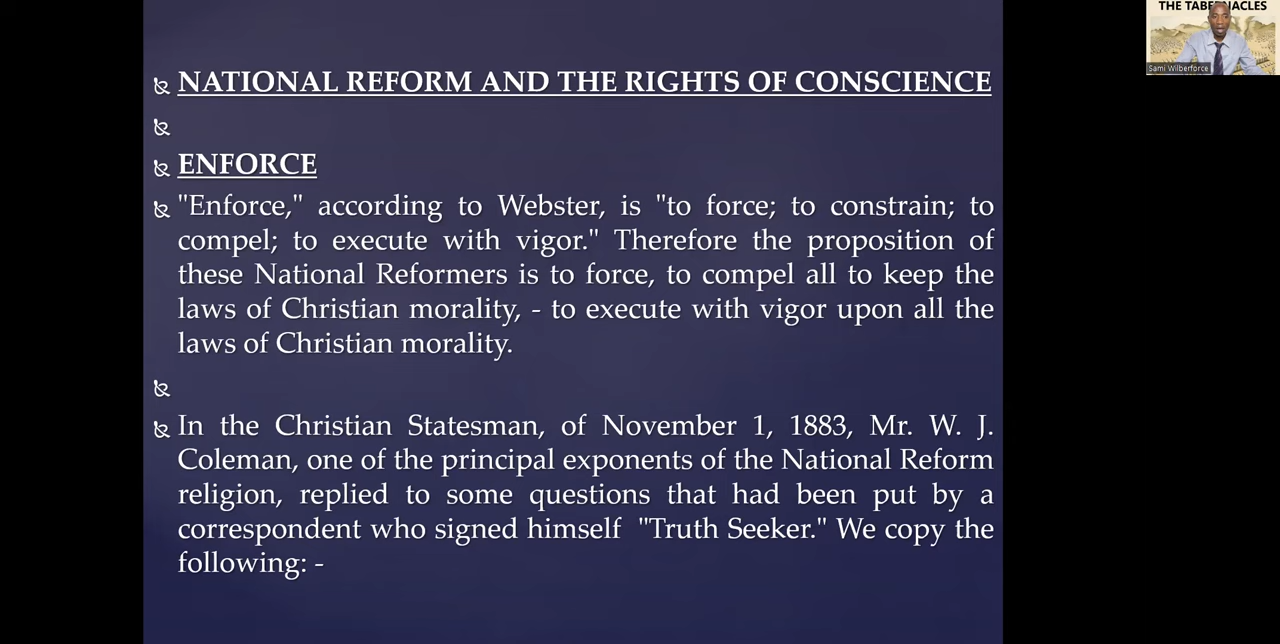 THE TABERNACLES
Sami Wilberforce
NATIONAL REFORM AND THE RIGHTS OF CONSCIENCE
ENFORCE
"Enforce," according to Webster, is "to force; to constrain; to
compel; to execute with vigor." Therefore the proposition of
these National Reformers is to force, to compel all to keep the
laws of Christian morality, - to execute with vigor upon all the
laws of Christian morality.
In the Christian Statesman, of November 1, 1883, Mr. W. J.
Coleman, one of the principal exponents of the National Reform
religion, replied to some questions that had been put by a
correspondent who signed himself "Truth Seeker." We copy the
following: -